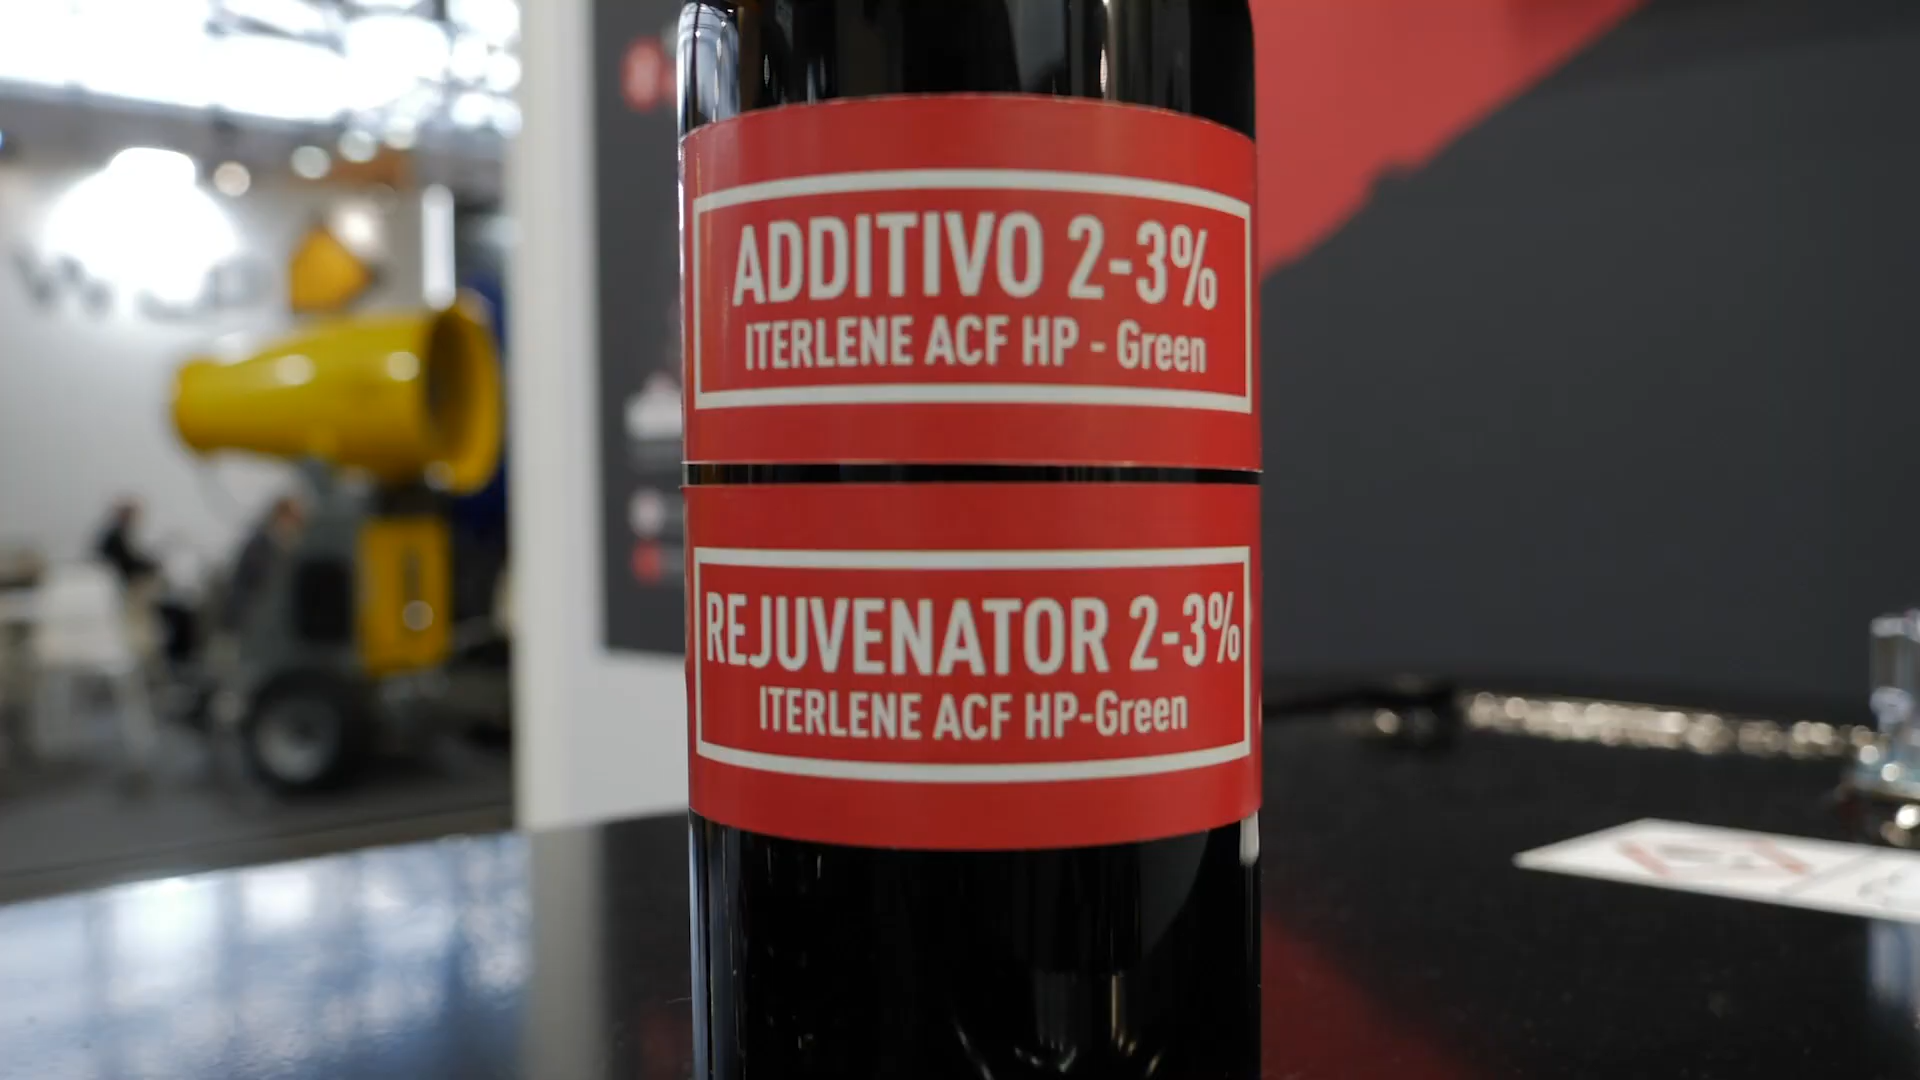 ADDITIVO 2-3%
ITERLENE ACF HP - Green
REJUVENATOR 2-3%
ITERLENE ACF HP-Green